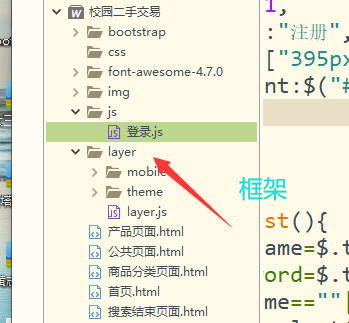 校园二手交易
bootstrap
css
font-awesome-4.7.0
img
js
登录.js
layer
mobile
theme
layer.js
产品页面.html
公共页面.html
商品分类页面.html
首页.html
搜索结束页面.html
框架
:"注册",
["395px
nt:$("#
st(){
ame=$.t
ord=$.t
me==""|